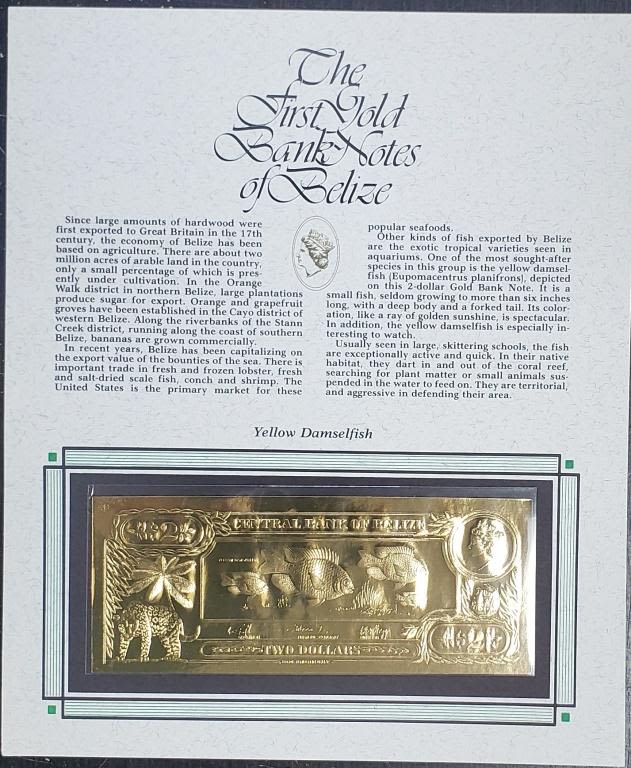 The
First Gold
Bank Notes
of Belize
Since large amounts of hardwood were
first exported to Great Britain in the 17th
century, the economy of Belize has been
based on agriculture. There are about two
million acres of arable land in the country,
only a small percentage of which is pres-
ently under cultivation. In the Orange
Walk district in northern Belize, large plantations
produce sugar for export. Orange and grapefruit
groves have been established in the Cayo district of
western Belize. Along the riverbanks of the Stann
Creek district, running along the coast of southern
Belize, bananas are grown commercially.
In recent years, Belize has been capitalizing on
the export value of the bounties of the sea. There is
important trade in fresh and frozen lobster, fresh
and salt-dried scale fish, conch and shrimp. The
United States is the primary market for these
popular seafoods.
Other kinds of fish exported by Belize
are the exotic tropical varieties seen in
aquariums. One of the most sought-after
species in this group is the yellow damsel-
fish (Eupomacentrus planifrons), depicted
on this 2-dollar Gold Bank Note. It is a
small fish, seldom growing to more than six inches
long, with a deep body and a forked tail. Its color-
ation, like a ray of golden sunshine, is spectacular.
In addition, the yellow damselfish is especially in-
teresting to watch.
Usually seen in large, skittering schools, the fish
are exceptionally active and quick. In their native
habitat, they dart in and out of the coral reef,
searching for plant matter or small animals sus-
pended in the water to feed on. They are territorial,
and aggressive in defending their area.
Yellow Damselfish
$2
CENTRAL BANK OF BELIZE
TWO DOLLARS
$2